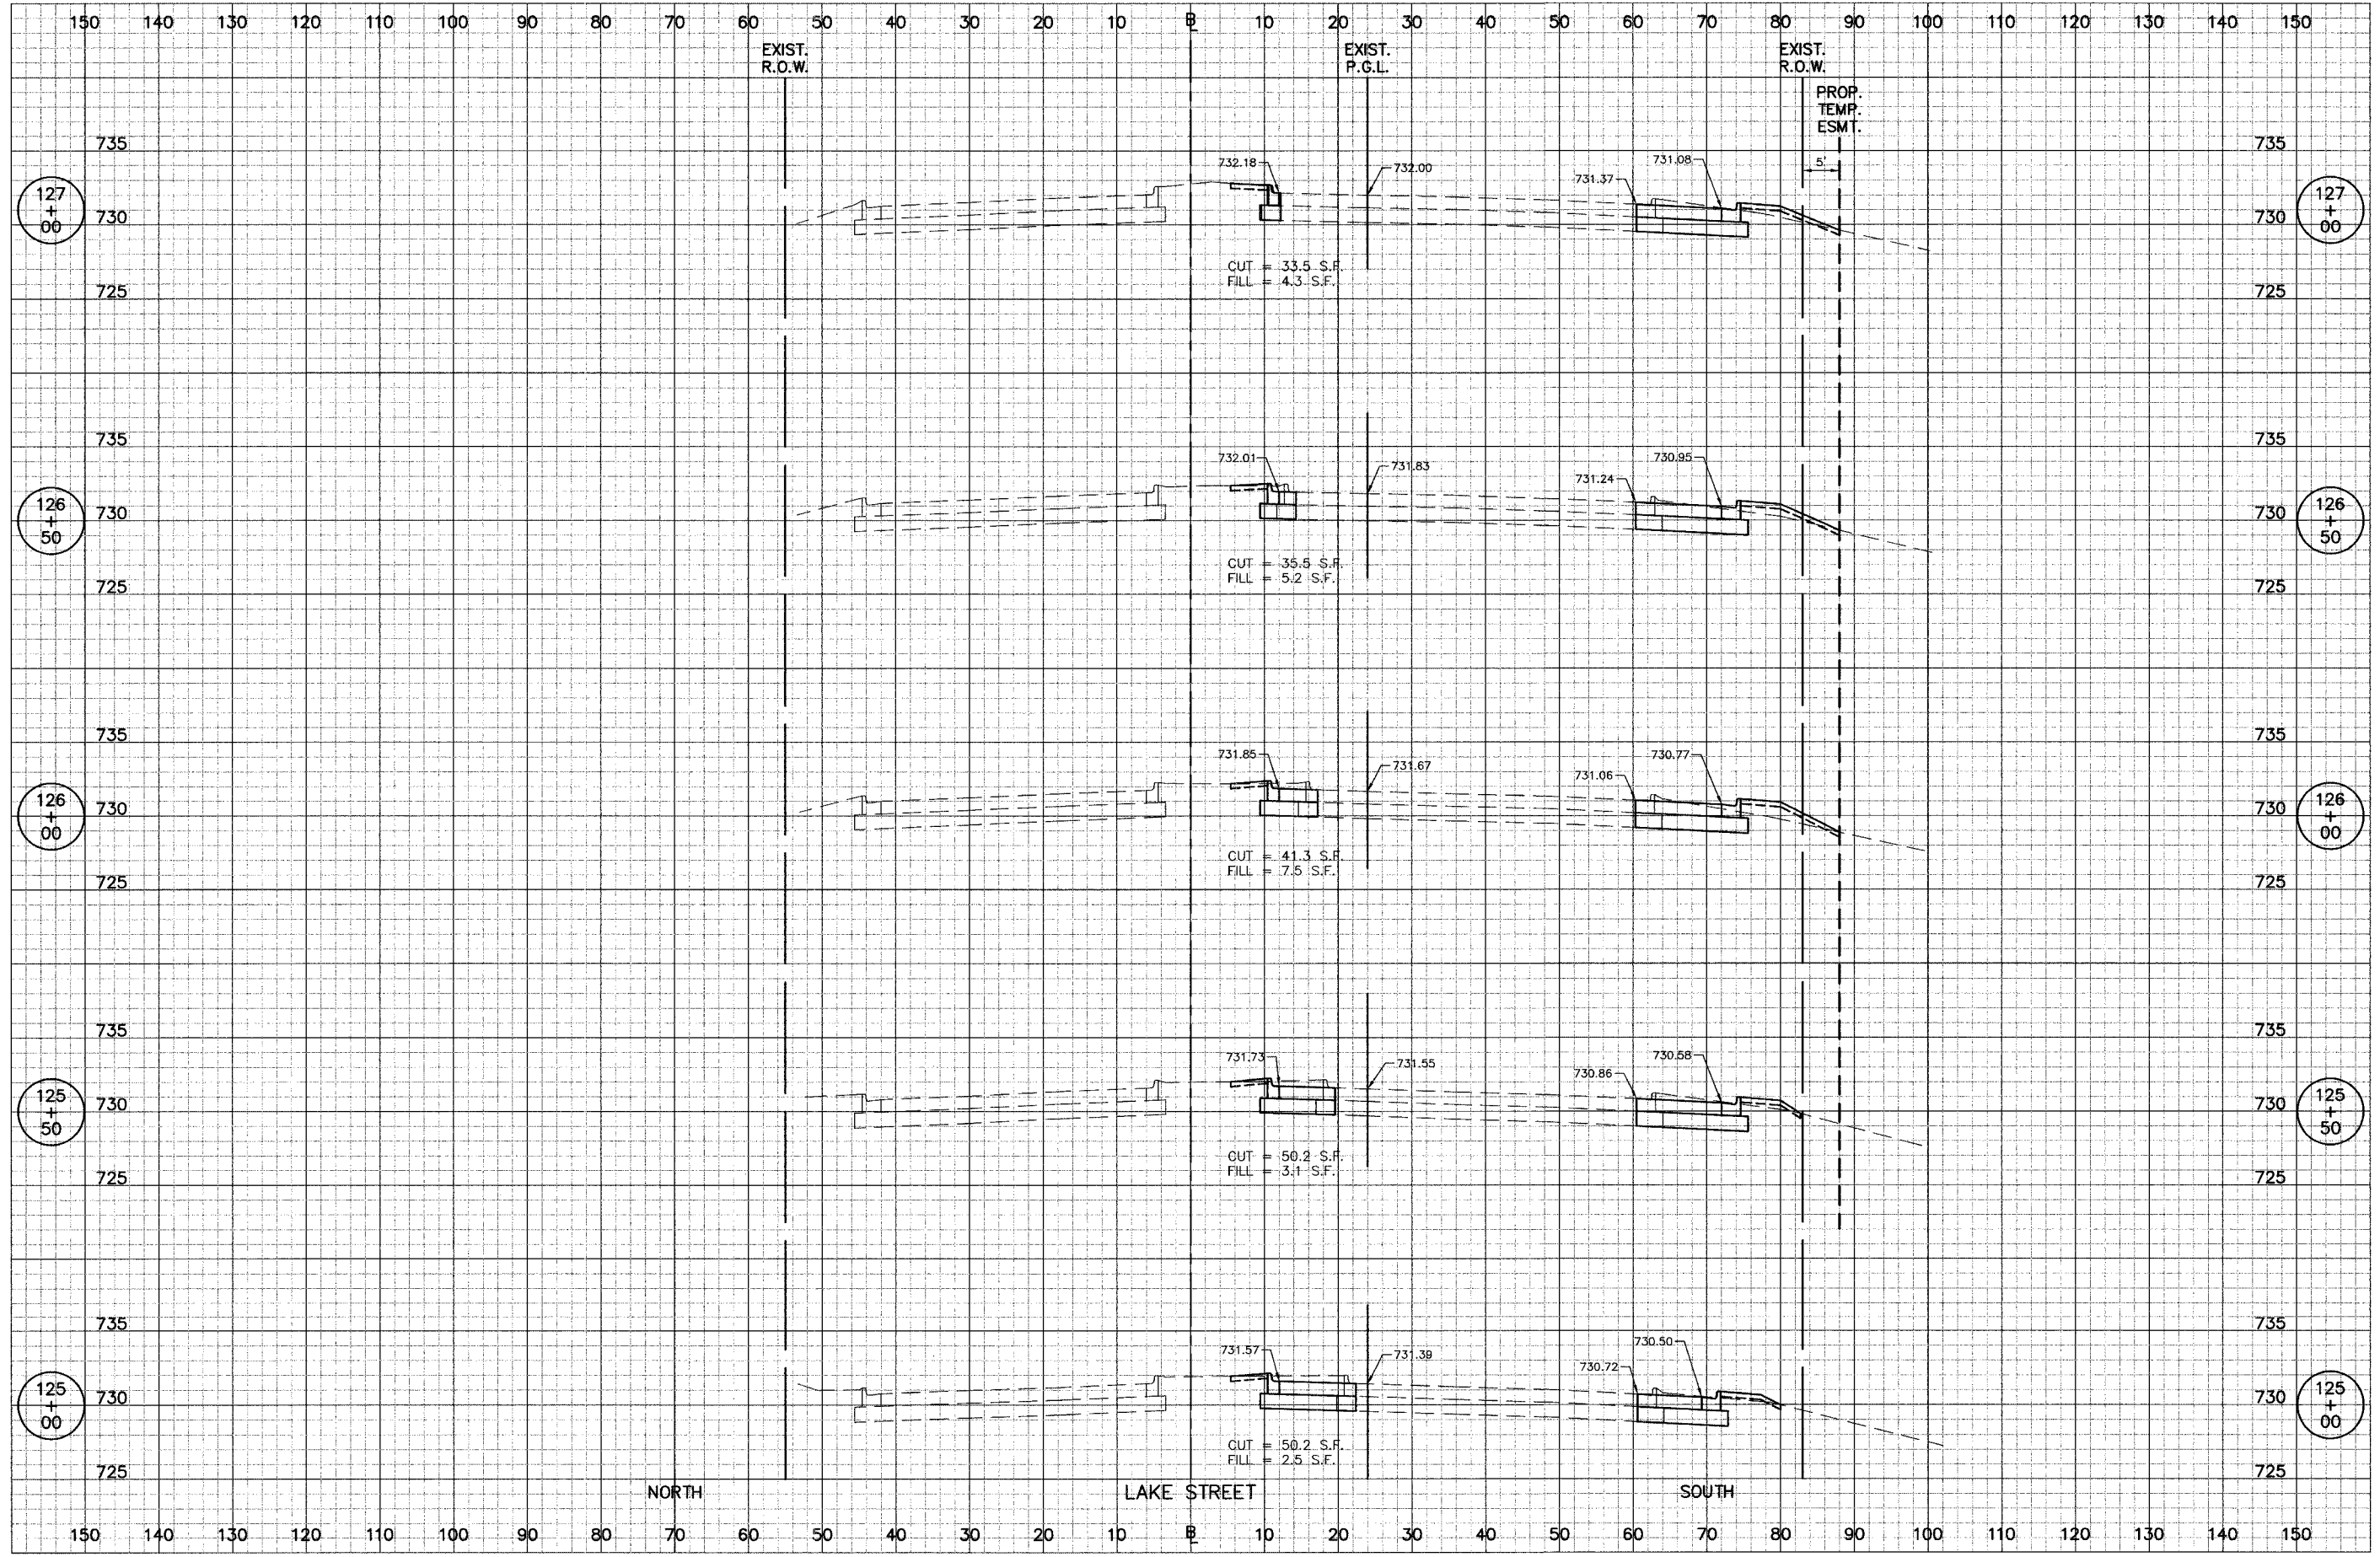 150 140 130 120 110 100 90 80 70 60 50 40 30 20 10 B 10 20 30 40 50 60 70 80 90 100 110 120 130 140 150
EXIST.
R.O.W.
EXIST.
P.G.L.
EXIST.
R.O.W.
PROP.
TEMP.
ESMT.
5'
735 735
732.18 732.00 731.37 731.08
127
+
00
730 730
127
+
00
CUT = 33.5 S.F.
FILL = 4.3 S.F.
725 725
735 735
732.01 731.83 731.24 730.95
126
+
50
730 730
126
+
50
CUT = 35.5 S.F.
FILL = 5.2 S.F.
725 725
735 735
731.85 731.67 731.06 730.77
126
+
00
730 730
126
+
00
CUT = 41.3 S.F.
FILL = 7.5 S.F.
725 725
735 735
731.73 731.55 730.86 730.58
125
+
50
730 730
125
+
50
CUT = 50.2 S.F.
FILL = 3.1 S.F.
725 725
735 735
731.57 731.39 730.72 730.50
125
+
00
730 730
125
+
00
CUT = 50.2 S.F.
FILL = 2.5 S.F.
725 725
NORTH LAKE STREET SOUTH
150 140 130 120 110 100 90 80 70 60 50 40 30 20 10 B 10 20 30 40 50 60 70 80 90 100 110 120 130 140 150